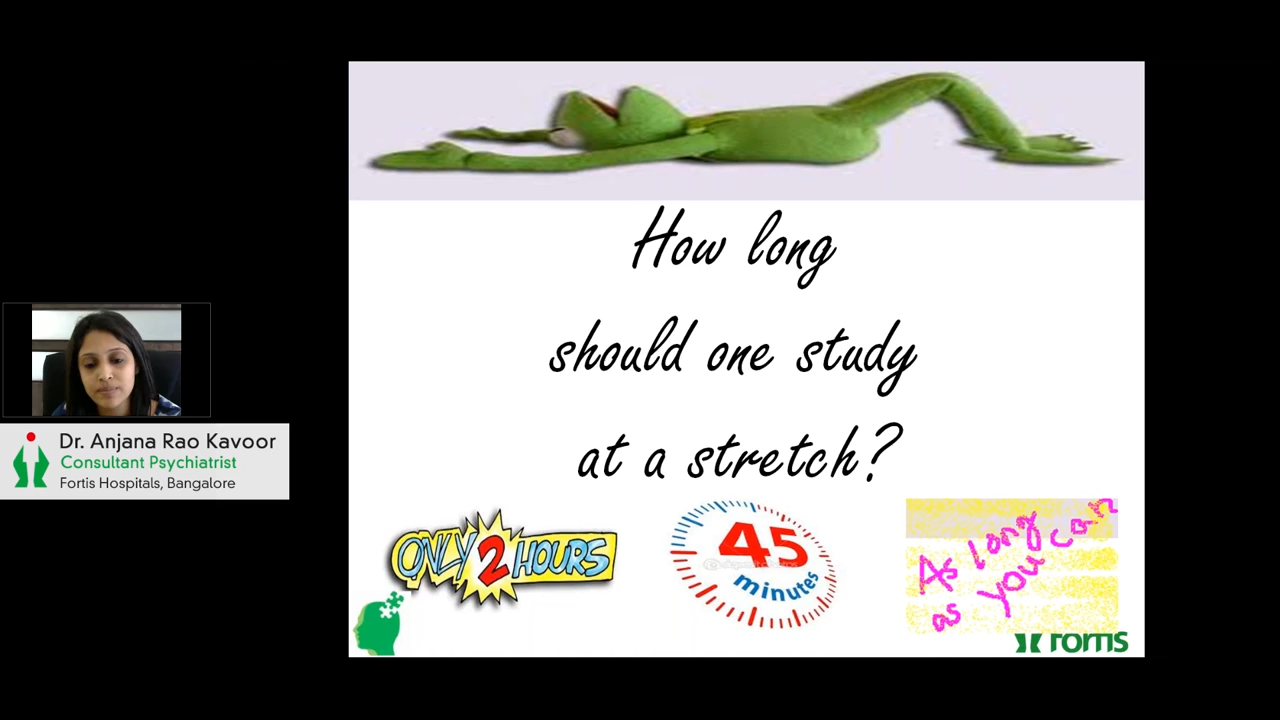 Dr. Anjana Rao Kavoor
Consultant Psychiatrist
Fortis Hospitals, Bangalore
How long
should one study
at a stretch?
ONLY 2 HOURS
45
minutes
As long
as you can
Fortis